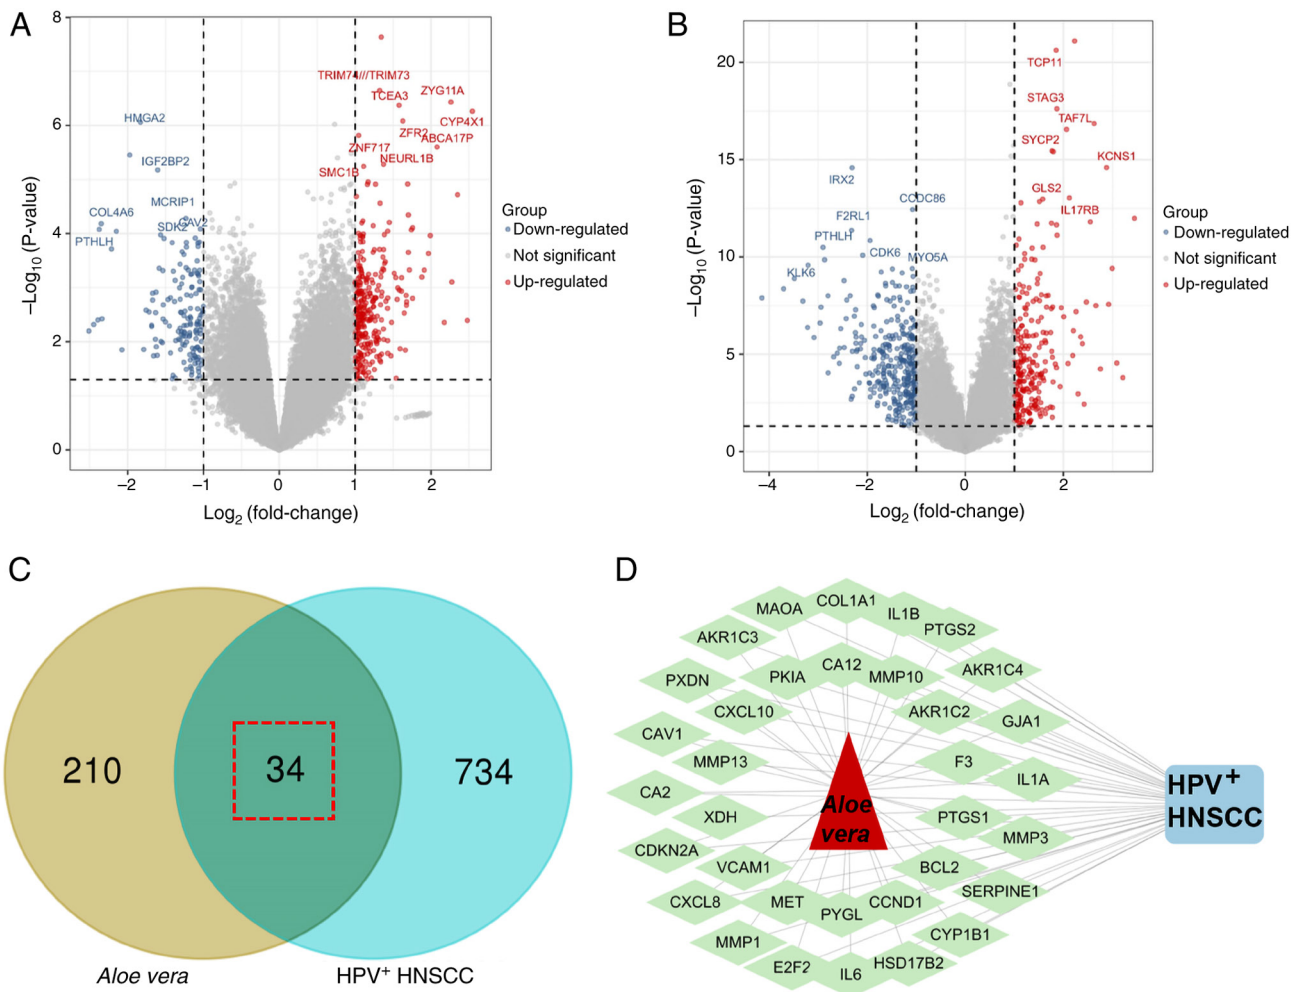 A
8
6
4
2
0
−2
−1
0
1
2
−Log10 (P-value)
Log2 (fold-change)
TRIM74///TRIM73
TCEA3
ZYG11A
CYP4X1
ZFR2
ABCA17P
ZNF717
NEURL1B
SMC1B
HMGA2
IGF2BP2
MCRIP1
COL4A6
CAV2
SDK2
PTHLH
Group
Down-regulated
Not significant
Up-regulated
B
20
15
10
5
0
−4
−2
0
2
−Log10 (P-value)
Log2 (fold-change)
TCP11
STAG3
TAF7L
SYCP2
KCNS1
GLS2
IL17RB
IRX2
CCDC86
F2RL1
PTHLH
CDK6
MYO5A
KLK6
Group
Down-regulated
Not significant
Up-regulated
C
210
34
734
Aloe vera
HPV+ HNSCC
D
COL1A1
MAOA
IL1B
PTGS2
AKR1C3
CA12
AKR1C4
PKIA
MMP10
PXDN
CXCL10
AKR1C2
GJA1
CAV1
MMP13
F3
IL1A
CA2
XDH
PTGS1
MMP3
CDKN2A
VCAM1
BCL2
SERPINE1
CXCL8
MET
PYGL
CCND1
MMP1
CYP1B1
E2F2
IL6
HSD17B2
Aloe
vera
HPV+
HNSCC